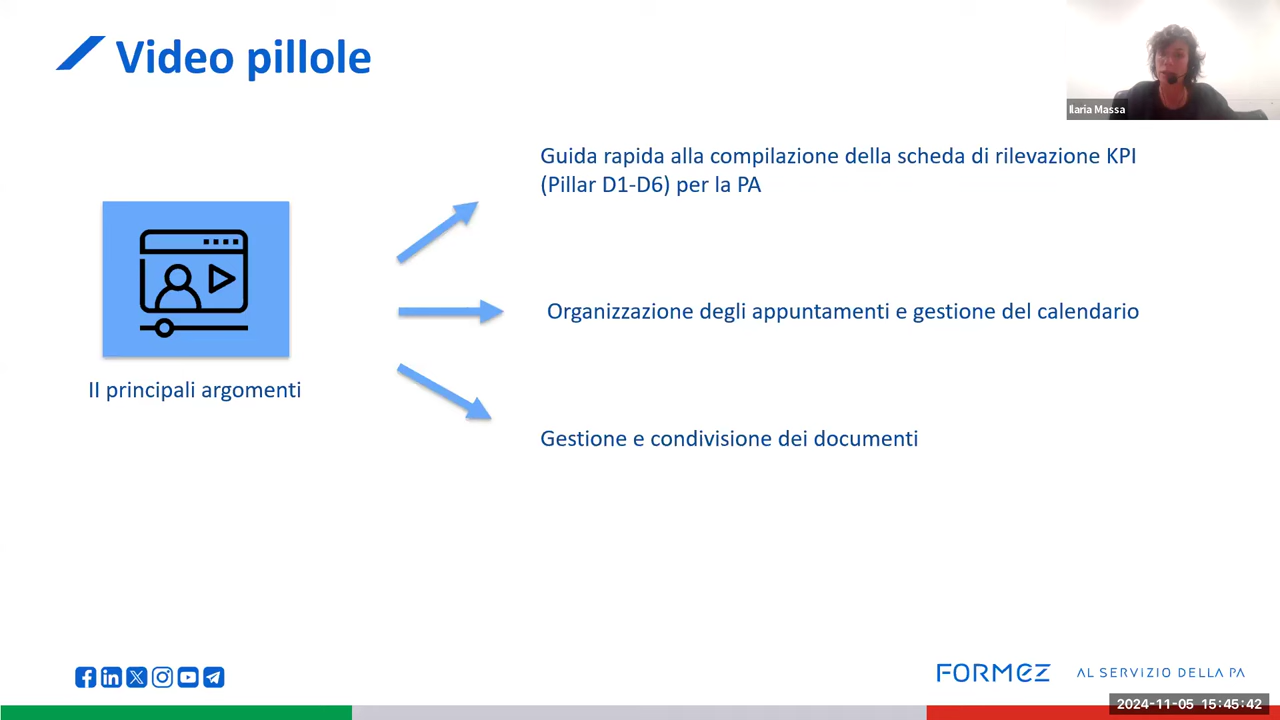 Video pillole
Ilaria Massa
Guida rapida alla compilazione della scheda di rilevazione KPI
(Pillar D1-D6) per la PA
Organizzazione degli appuntamenti e gestione del calendario
II principali argomenti
Gestione e condivisione dei documenti
FORMEZ AL SERVIZIO DELLA PA
2024-11-05 15:45:42